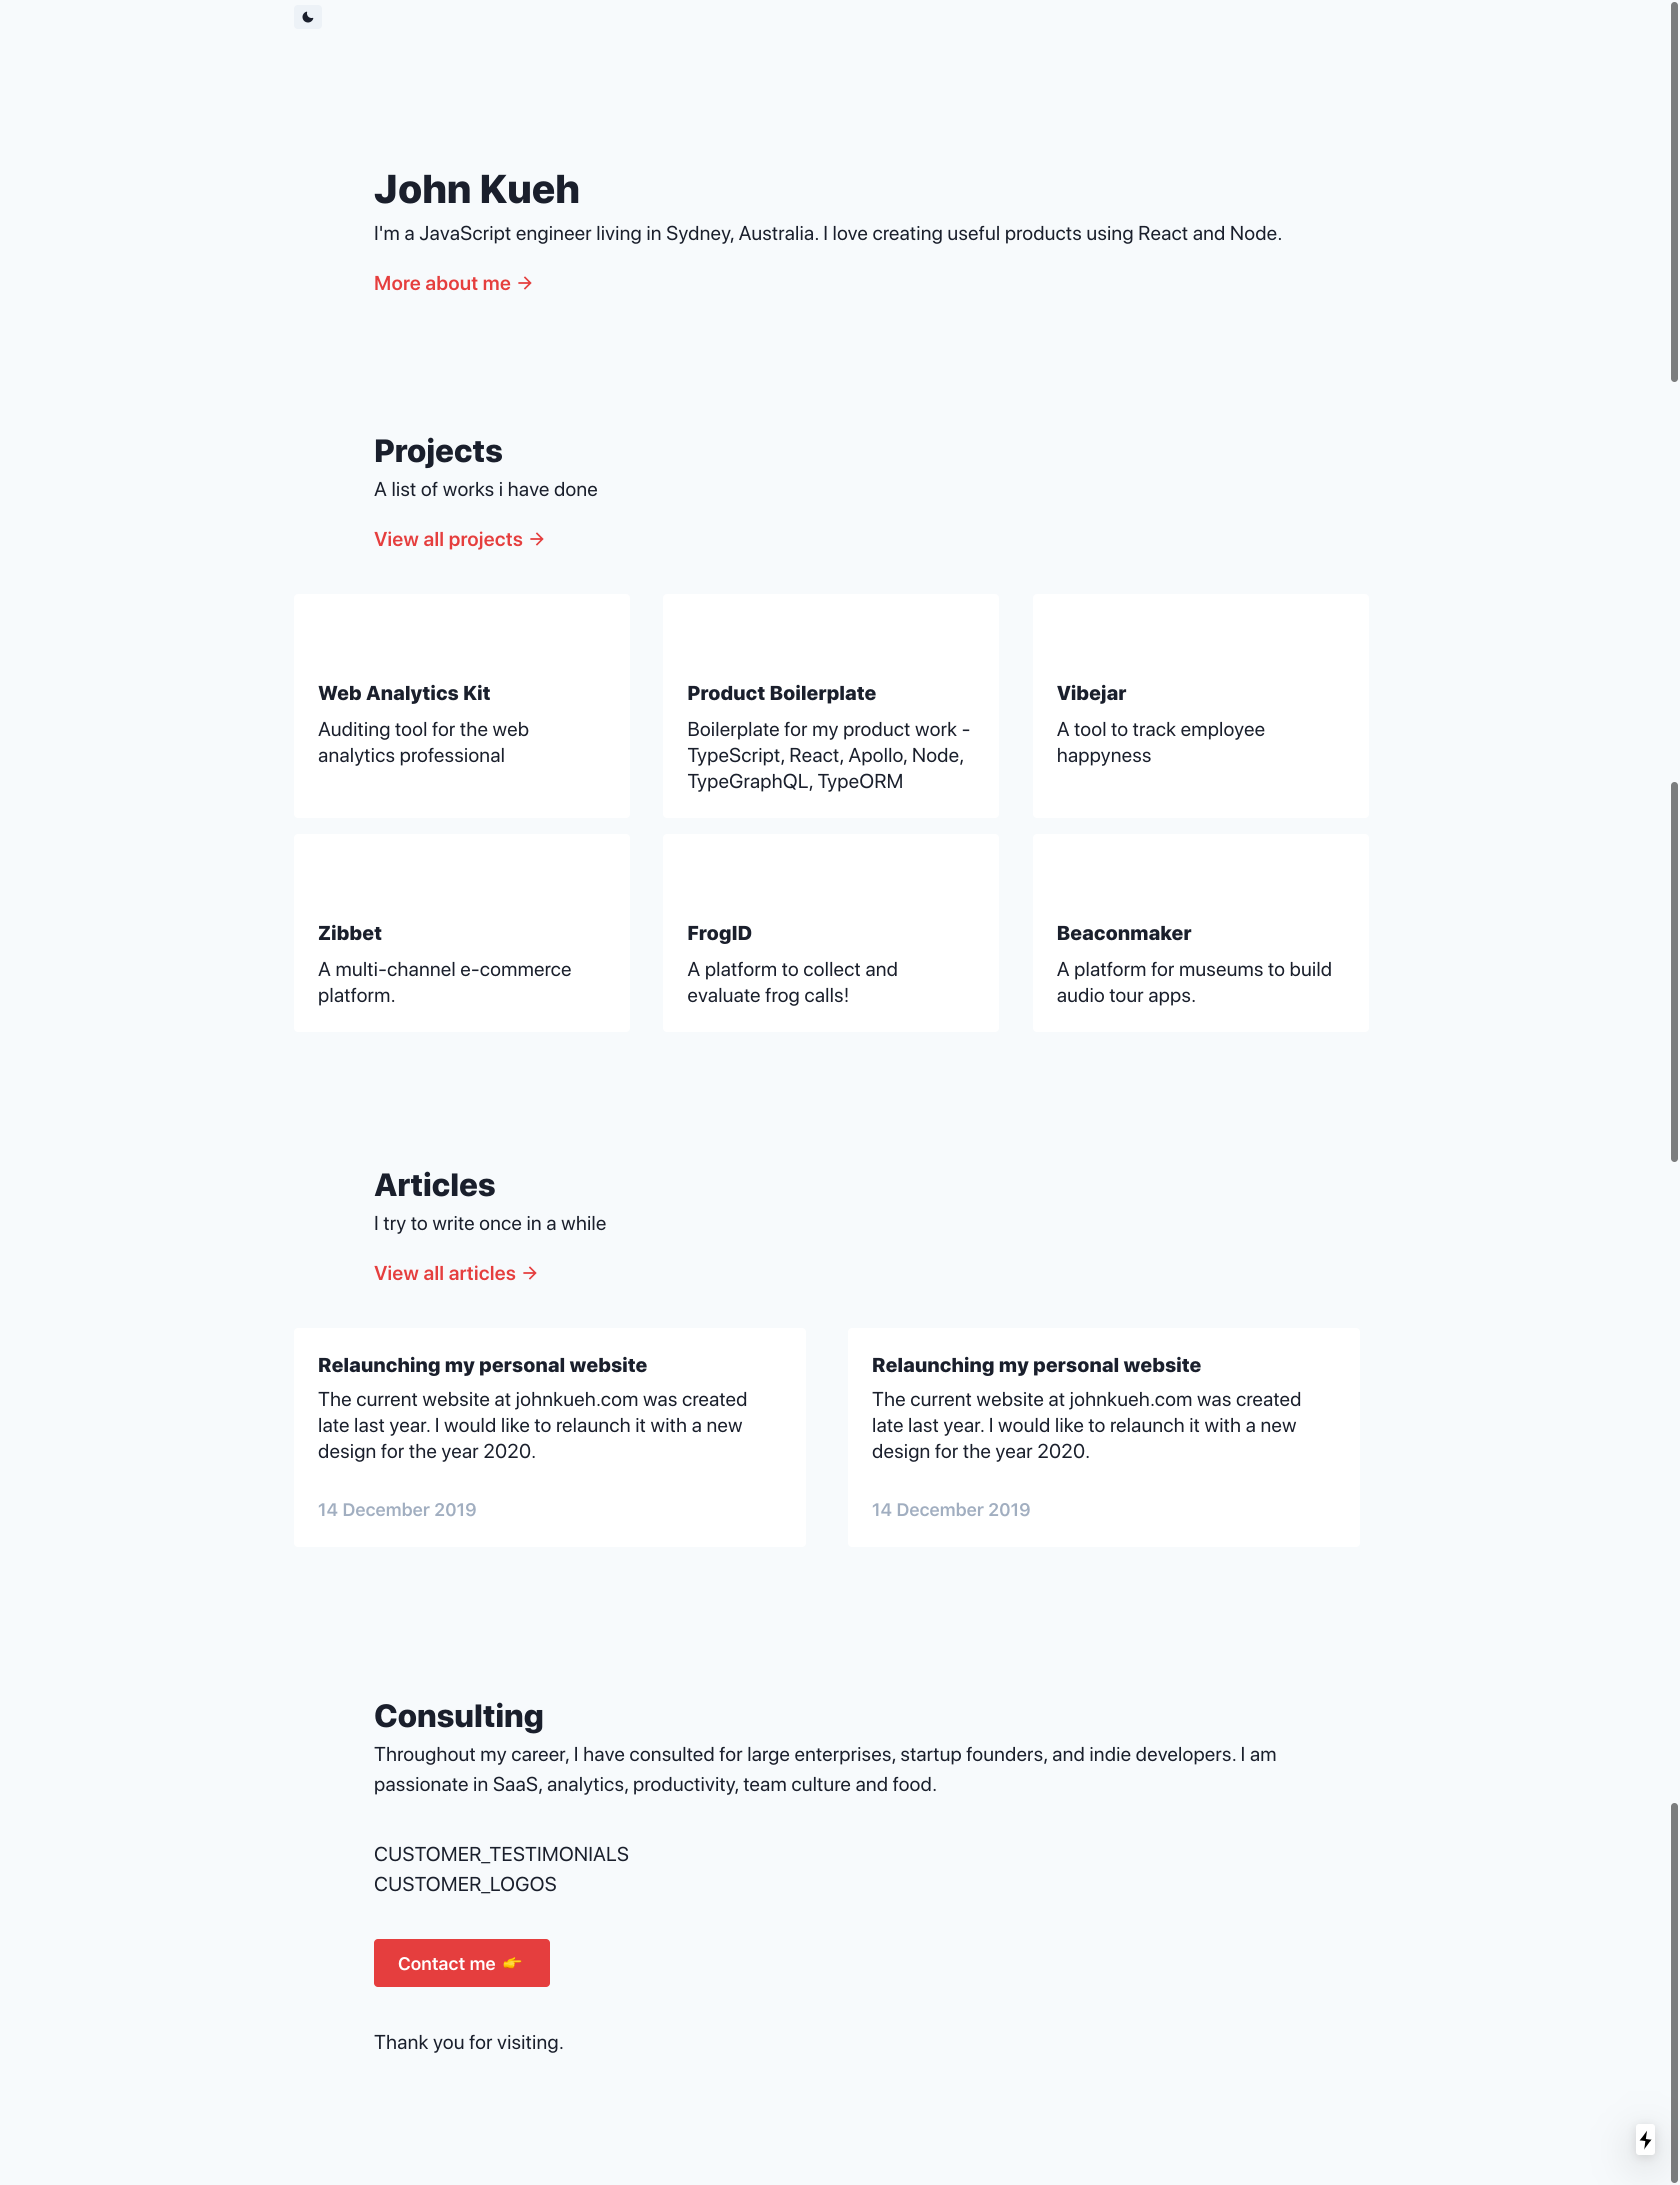 John Kueh
I'm a JavaScript engineer living in Sydney, Australia. I love creating useful products using React and Node.
More about me →
Projects
A list of works i have done
View all projects →
Web Analytics Kit
Auditing tool for the web
analytics professional
Product Boilerplate
Boilerplate for my product work -
TypeScript, React, Apollo, Node,
TypeGraphQL, TypeORM
Vibejar
A tool to track employee
happyness
Zibbet
A multi-channel e-commerce
platform.
FrogID
A platform to collect and
evaluate frog calls!
Beaconmaker
A platform for museums to build
audio tour apps.
Articles
I try to write once in a while
View all articles →
Relaunching my personal website
The current website at johnkueh.com was created
late last year. I would like to relaunch it with a new
design for the year 2020.
14 December 2019
Relaunching my personal website
The current website at johnkueh.com was created
late last year. I would like to relaunch it with a new
design for the year 2020.
14 December 2019
Consulting
Throughout my career, I have consulted for large enterprises, startup founders, and indie developers. I am
passionate in SaaS, analytics, productivity, team culture and food.
CUSTOMER_TESTIMONIALS
CUSTOMER_LOGOS
Contact me 👉
Thank you for visiting.